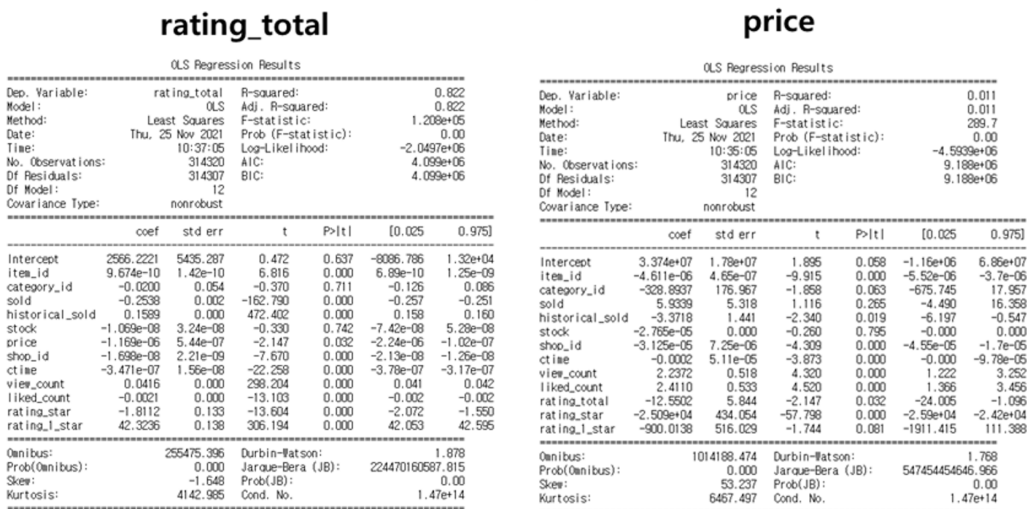 rating_total
OLS Regression Results
Dep. Variable: rating_total R-squared: 0.822
Model: OLS Adj. R-squared: 0.822
Method: Least Squares F-statistic: 1.208e+05
Date: Thu, 25 Nov 2021 Prob (F-statistic): 0.00
Time: 10:37:05 Log-Likelihood: -2.0497e+06
No. Observations: 314320 AIC: 4.099e+06
Df Residuals: 314307 BIC: 4.099e+06
Df Model: 12
Covariance Type: nonrobust
coef std err t P>|t| [0.025 0.975]
Intercept 2566.2221 5435.287 0.472 0.637 -8086.786 1.32e+04
item_id 9.674e-10 1.42e-10 6.816 0.000 6.89e-10 1.25e-09
category_id -0.0200 0.054 -0.370 0.711 -0.126 0.086
sold -0.2538 0.002 -162.790 0.000 -0.257 -0.251
historical_sold 0.1589 0.000 472.402 0.000 0.158 0.160
stock -1.069e-08 3.24e-08 -0.330 0.742 -7.42e-08 5.28e-08
price -1.169e-06 5.44e-07 -2.147 0.032 -2.24e-06 -1.02e-07
shop_id -1.698e-08 2.21e-09 -7.670 0.000 -2.13e-08 -1.26e-08
ctime -3.471e-07 1.56e-08 -22.258 0.000 -3.78e-07 -3.17e-07
view_count 0.0416 0.000 298.204 0.000 0.041 0.042
liked_count -0.0021 0.000 -13.103 0.000 -0.002 -0.002
rating_star -1.8112 0.133 -13.604 0.000 -2.072 -1.550
rating_1_star 42.3236 0.138 306.194 0.000 42.053 42.595
Omnibus: 255475.396 Durbin-Watson: 1.878
Prob(Omnibus): 0.000 Jarque-Bera (JB): 224470160587.815
Skew: -1.648 Prob(JB): 0.00
Kurtosis: 4142.985 Cond. No. 1.47e+14
price
OLS Regression Results
Dep. Variable: price R-squared: 0.011
Model: OLS Adj. R-squared: 0.011
Method: Least Squares F-statistic: 289.7
Date: Thu, 25 Nov 2021 Prob (F-statistic): 0.00
Time: 10:35:05 Log-Likelihood: -4.5939e+06
No. Observations: 314320 AIC: 9.188e+06
Df Residuals: 314307 BIC: 9.188e+06
Df Model: 12
Covariance Type: nonrobust
coef std err t P>|t| [0.025 0.975]
Intercept 3.374e+07 1.78e+07 1.895 0.058 -1.16e+06 6.86e+07
item_id -4.611e-06 4.65e-07 -9.915 0.000 -5.52e-06 -3.7e-06
category_id -328.8937 176.967 -1.858 0.063 -675.745 17.957
sold 5.9339 5.318 1.116 0.265 -4.490 16.358
historical_sold -3.3718 1.441 -2.340 0.019 -6.197 -0.547
stock -2.765e-05 0.000 -0.260 0.795 -0.000 0.000
shop_id -3.125e-05 7.25e-06 -4.309 0.000 -4.55e-05 -1.7e-05
ctime -0.0002 5.11e-05 -3.873 0.000 -0.000 -9.78e-05
view_count 2.2372 0.518 4.320 0.000 1.222 3.252
liked_count 2.4110 0.533 4.520 0.000 1.366 3.456
rating_total -12.5502 5.844 -2.147 0.032 -24.005 -1.096
rating_star -2.509e+04 434.054 -57.798 0.000 -2.59e+04 -2.42e+04
rating_1_star -900.0138 516.029 -1.744 0.081 -1911.415 111.388
Omnibus: 1014188.474 Durbin-Watson: 1.768
Prob(Omnibus): 0.000 Jarque-Bera (JB): 547454454646.966
Skew: 53.237 Prob(JB): 0.00
Kurtosis: 6467.497 Cond. No. 1.47e+14